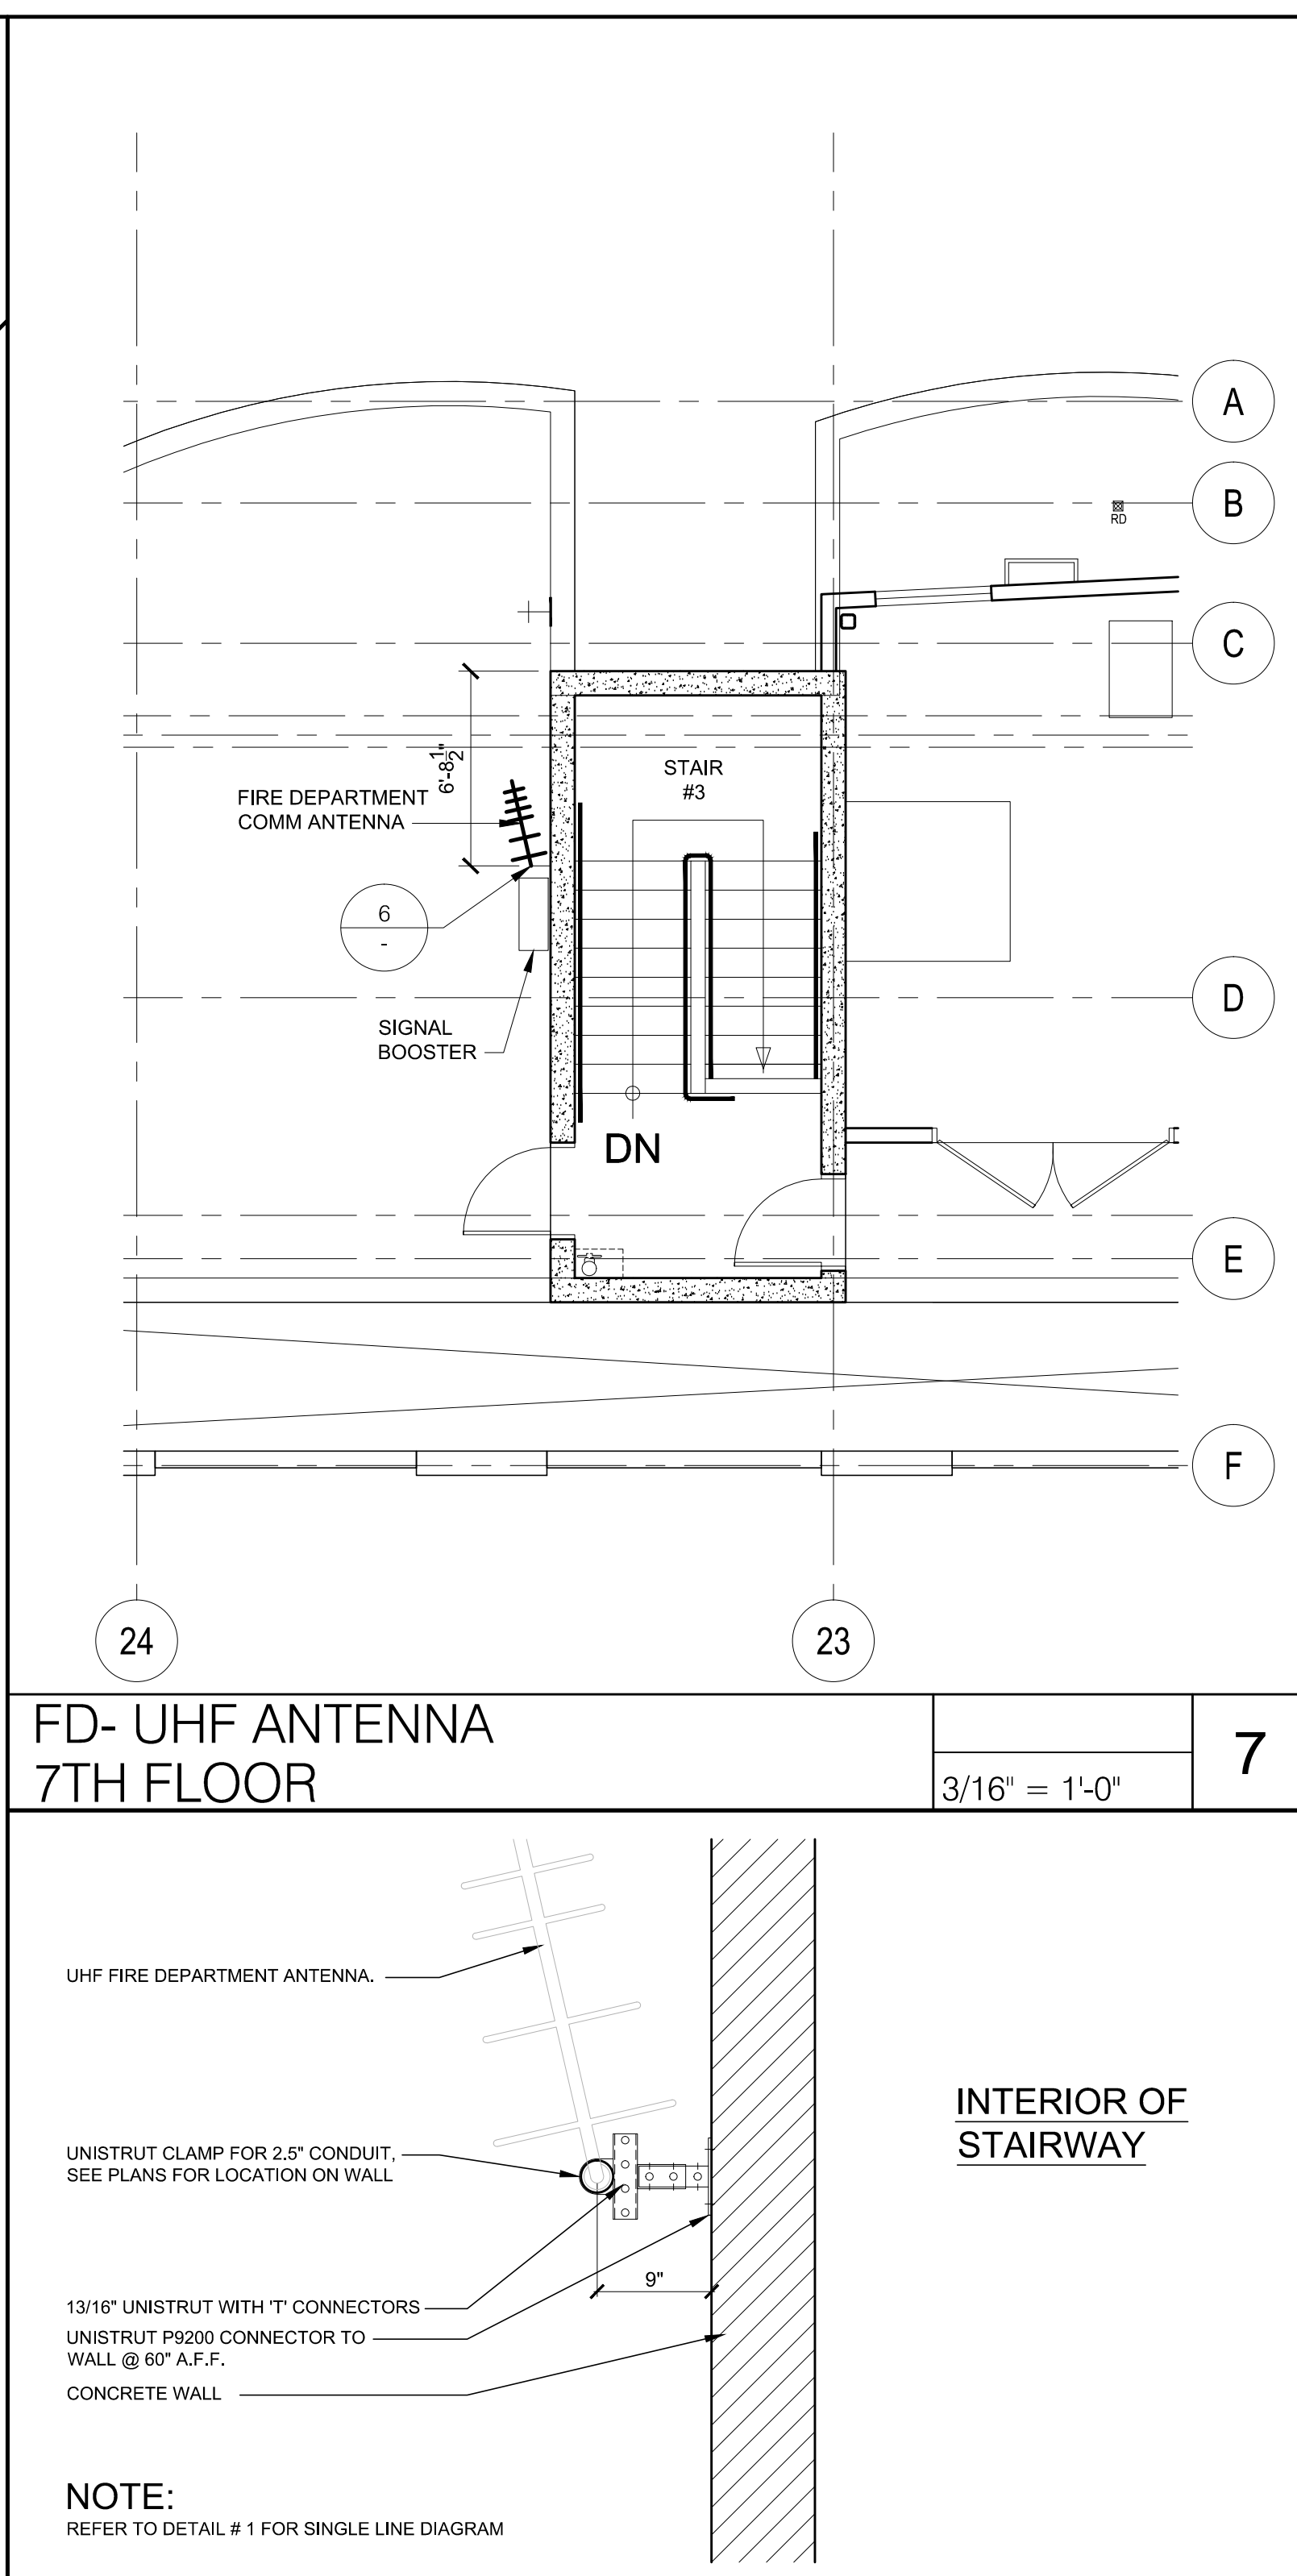 A
B
RD
C
6'-8 1/2"
STAIR
#3
FIRE DEPARTMENT
COMM ANTENNA
6
-
D
SIGNAL
BOOSTER
DN
E
F
24
23
FD- UHF ANTENNA
7TH FLOOR
3/16" = 1'-0"
7
UHF FIRE DEPARTMENT ANTENNA.
INTERIOR OF
STAIRWAY
UNISTRUT CLAMP FOR 2.5" CONDUIT,
SEE PLANS FOR LOCATION ON WALL
9"
13/16" UNISTRUT WITH 'T' CONNECTORS
UNISTRUT P9200 CONNECTOR TO
WALL @ 60" A.F.F.
CONCRETE WALL
NOTE:
REFER TO DETAIL # 1 FOR SINGLE LINE DIAGRAM